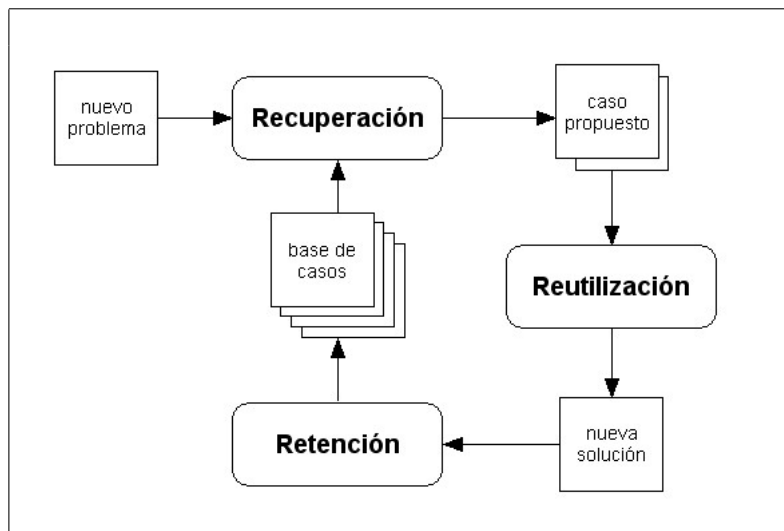 nuevo
problema
Recuperación
caso
propuesto
base de
casos
Reutilización
Retención
nueva
solución